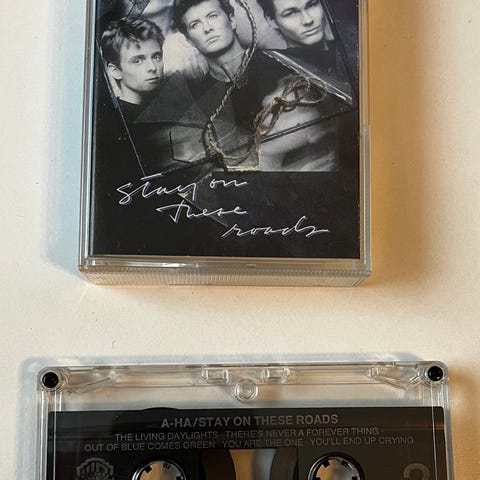 stay on
these
roads
A-HA/STAY ON THESE ROADS
THE LIVING DAYLIGHTS · THERE'S NEVER A FOREVER THING ·
OUT OF BLUE COMES GREEN · YOU ARE THE ONE · YOU'LL END UP CRYING
2